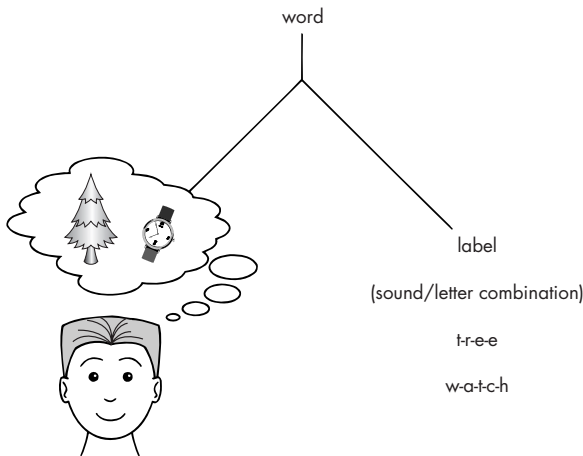 word
label
(sound/letter combination)
t-r-e-e
w-a-t-c-h